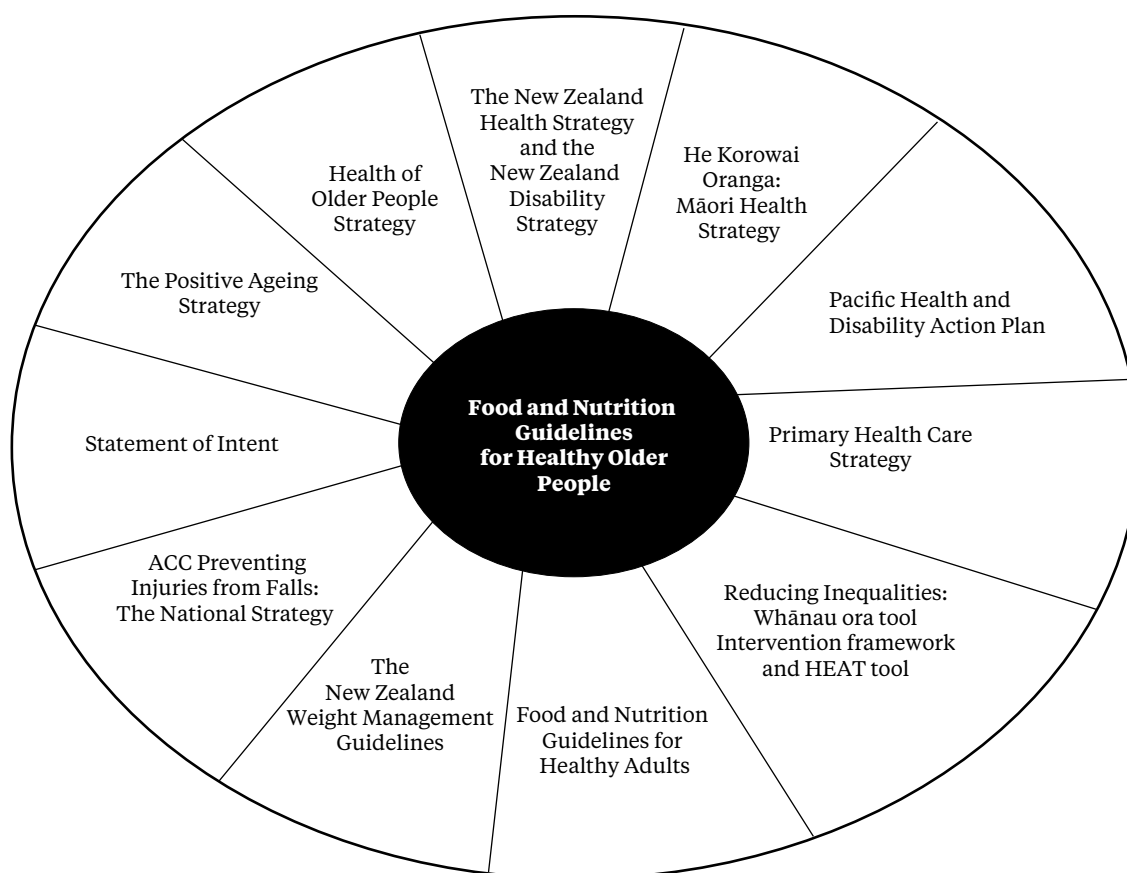 The New Zealand
Health Strategy
and the
New Zealand
Disability
Strategy
He Korowai
Oranga:
Māori Health
Strategy
Pacific Health and
Disability Action Plan
Primary Health Care
Strategy
Reducing Inequalities:
Whānau ora tool
Intervention framework
and HEAT tool
Food and Nutrition
Guidelines for
Healthy Adults
The
New Zealand
Weight Management
Guidelines
ACC Preventing
Injuries from Falls:
The National Strategy
Statement of Intent
The Positive Ageing
Strategy
Health of
Older People
Strategy
Food and Nutrition
Guidelines
for Healthy Older
People